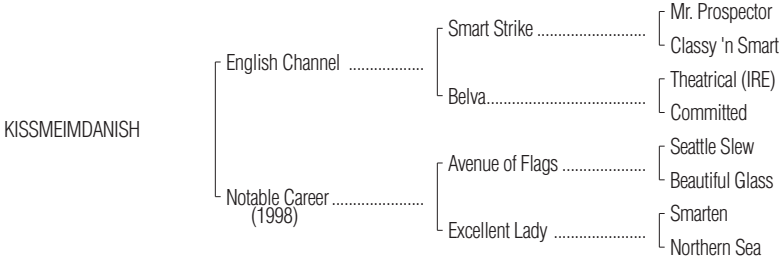 Mr. Prospector
Smart Strike ..........................
Classy 'n Smart
English Channel ..................
Theatrical (IRE)
Belva......................................
Committed
KISSMEIMDANISH
Seattle Slew
Avenue of Flags ....................
Beautiful Glass
Notable Career ......................
(1998)
Smarten
Excellent Lady ......................
Northern Sea